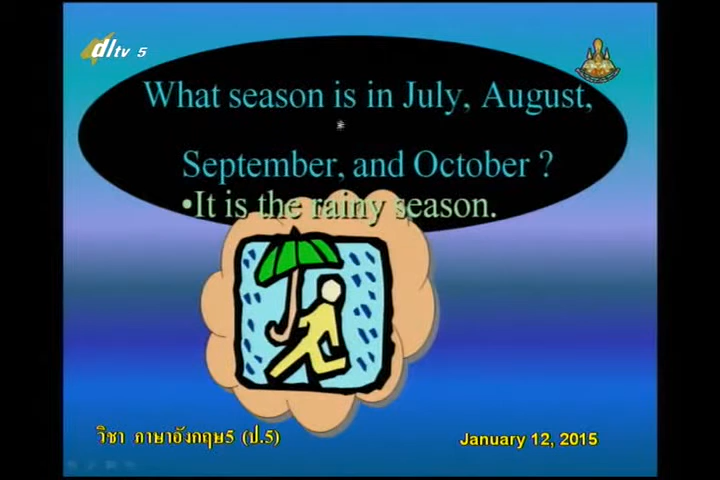 dltv 5
What season is in July, August,
September, and October ?
•It is the rainy season.
วิชา ภาษาอังกฤษ5 (ป.5)
January 12, 2015